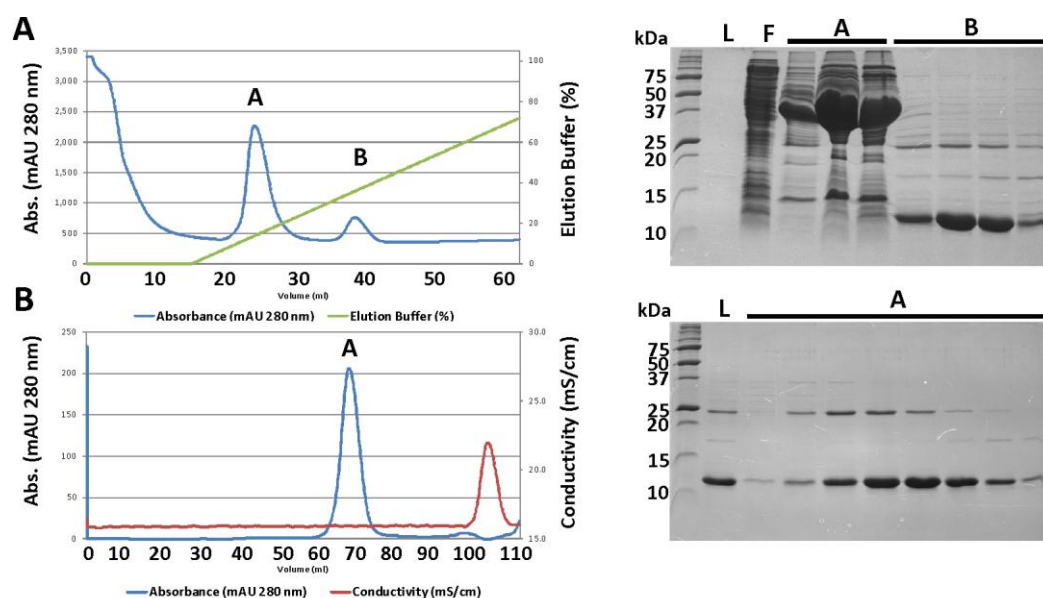 A
Abs. (mAU 280 nm)
3,500
3,000
2,500
2,000
1,500
1,000
500
0
A
B
100
80
60
40
20
0
Elution Buffer (%)
0 10 20 30 40 50 60
Volume (ml)
Absorbance (mAU 280 nm) Elution Buffer (%)
kDa L F A B
75
50
37
25
20
15
10
B
Abs. (mAU 280 nm)
250
200
150
100
50
0
A
30.0
25.0
20.0
15.0
Conductivity (mS/cm)
0 10 20 30 40 50 60 70 80 90 100 110
Volume (ml)
Absorbance (mAU 280 nm) Conductivity (mS/cm)
kDa L A
75
50
37
25
20
15
10